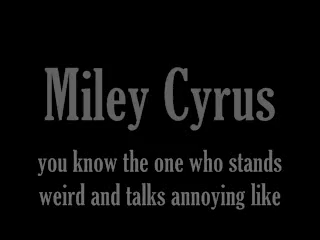 Miley Cyrus
you know the one who stands
weird and talks annoying like